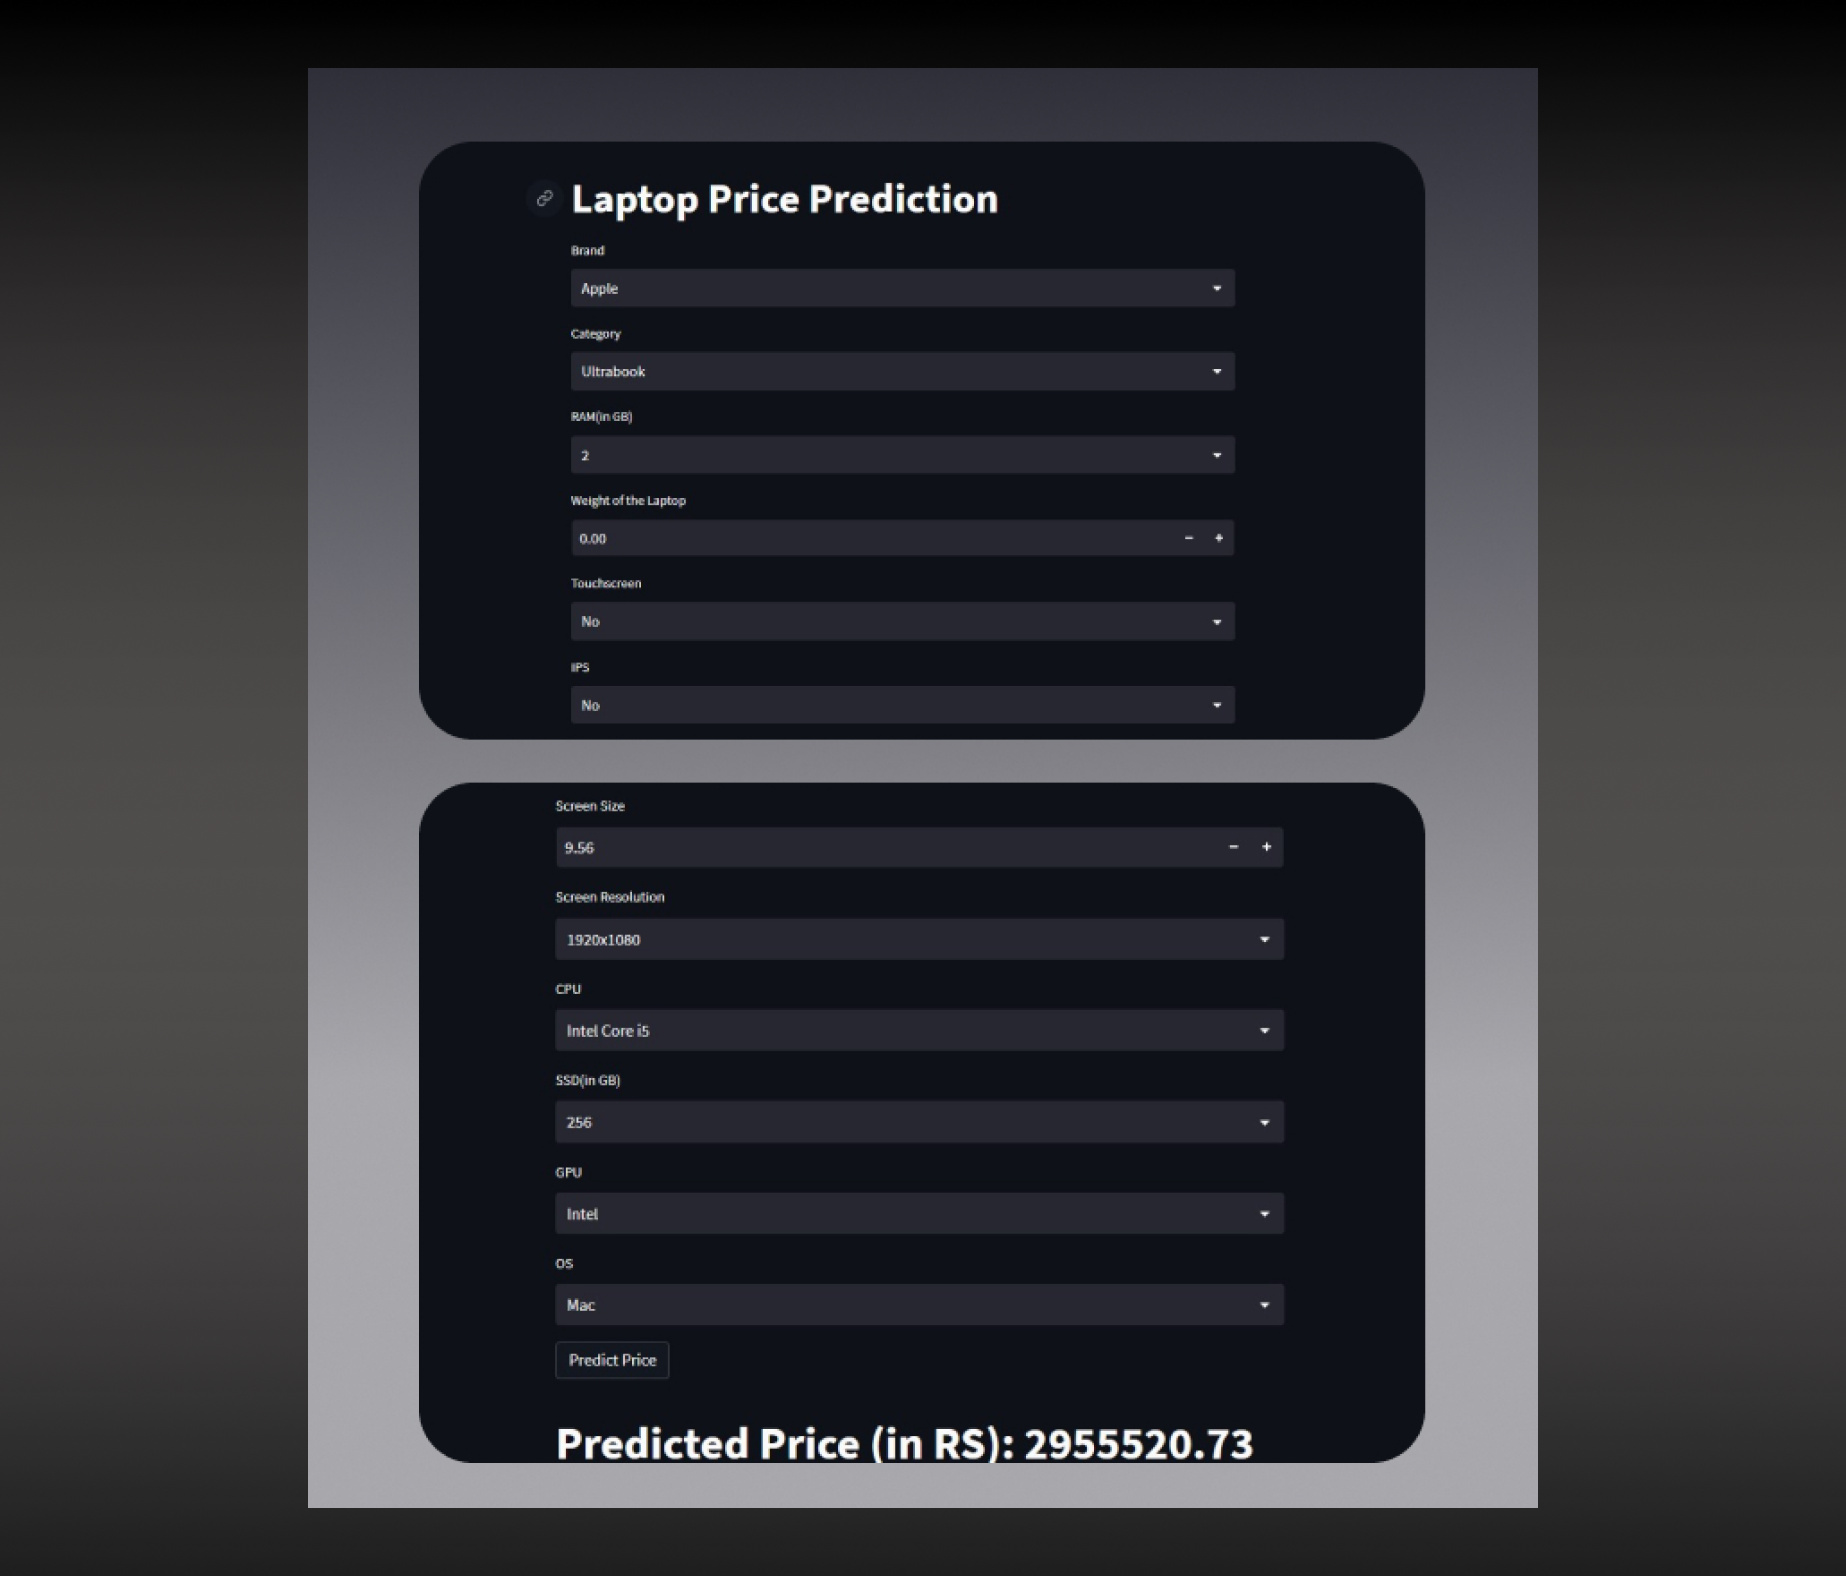 Laptop Price Prediction
Brand
Apple
Category
Ultrabook
RAM(in GB)
2
Weight of the Laptop
0.00
Touchscreen
No
IPS
No
Screen Size
9.56
Screen Resolution
1920x1080
CPU
Intel Core i5
SSD(in GB)
256
GPU
Intel
OS
Mac
Predict Price
Predicted Price (in RS): 2955520.73